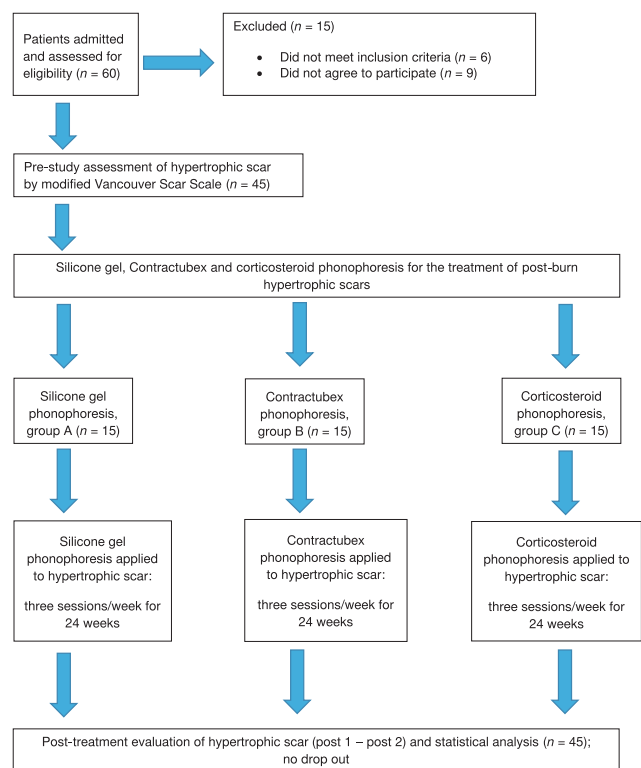 Patients admitted
and assessed for
eligibility (n = 60)
Excluded (n = 15)
• Did not meet inclusion criteria (n = 6)
• Did not agree to participate (n = 9)
Pre-study assessment of hypertrophic scar
by modified Vancouver Scar Scale (n = 45)
Silicone gel, Contractubex and corticosteroid phonophoresis for the treatment of post-burn
hypertrophic scars
Silicone gel
phonophoresis,
group A (n = 15)
Contractubex
phonophoresis,
group B (n = 15)
Corticosteroid
phonophoresis,
group C (n = 15)
Silicone gel
phonophoresis applied
to hypertrophic scar:
three sessions/week for
24 weeks
Contractubex
phonophoresis applied
to hypertrophic scar:
three sessions/week for
24 weeks
Corticosteroid
phonophoresis applied to
hypertrophic scar:
three sessions/week for
24 weeks
Post-treatment evaluation of hypertrophic scar (post 1 – post 2) and statistical analysis (n = 45);
no drop out